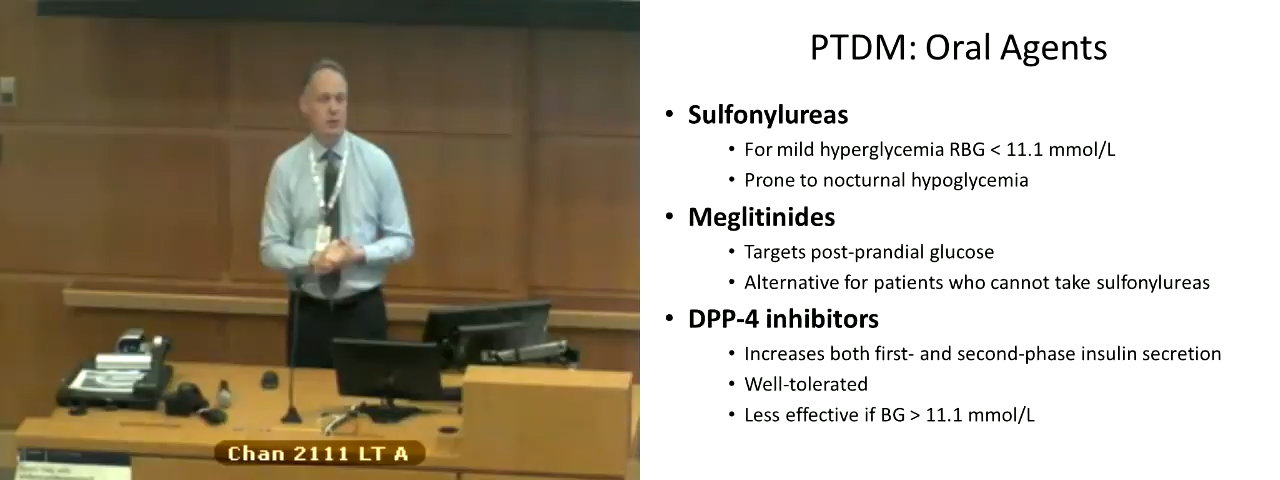 PTDM: Oral Agents
• Sulfonylureas
• For mild hyperglycemia RBG < 11.1 mmol/L
• Prone to nocturnal hypoglycemia
• Meglitinides
• Targets post-prandial glucose
• Alternative for patients who cannot take sulfonylureas
• DPP-4 inhibitors
• Increases both first- and second-phase insulin secretion
• Well-tolerated
• Less effective if BG > 11.1 mmol/L
Chan 2111 LT A